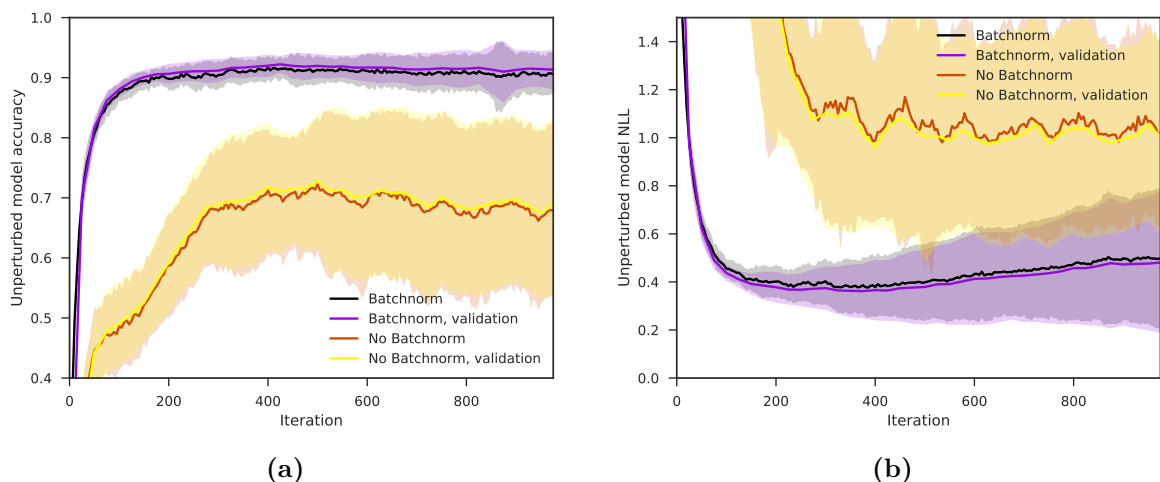 1.0
0.9
0.8
0.7
0.6
0.5
0.4
Unperturbed model accuracy
Batchnorm
Batchnorm, validation
No Batchnorm
No Batchnorm, validation
0 200 400 600 800
Iteration
(a)
1.4
1.2
1.0
0.8
0.6
0.4
0.2
0.0
Unperturbed model NLL
Batchnorm
Batchnorm, validation
No Batchnorm
No Batchnorm, validation
0 200 400 600 800
Iteration
(b)